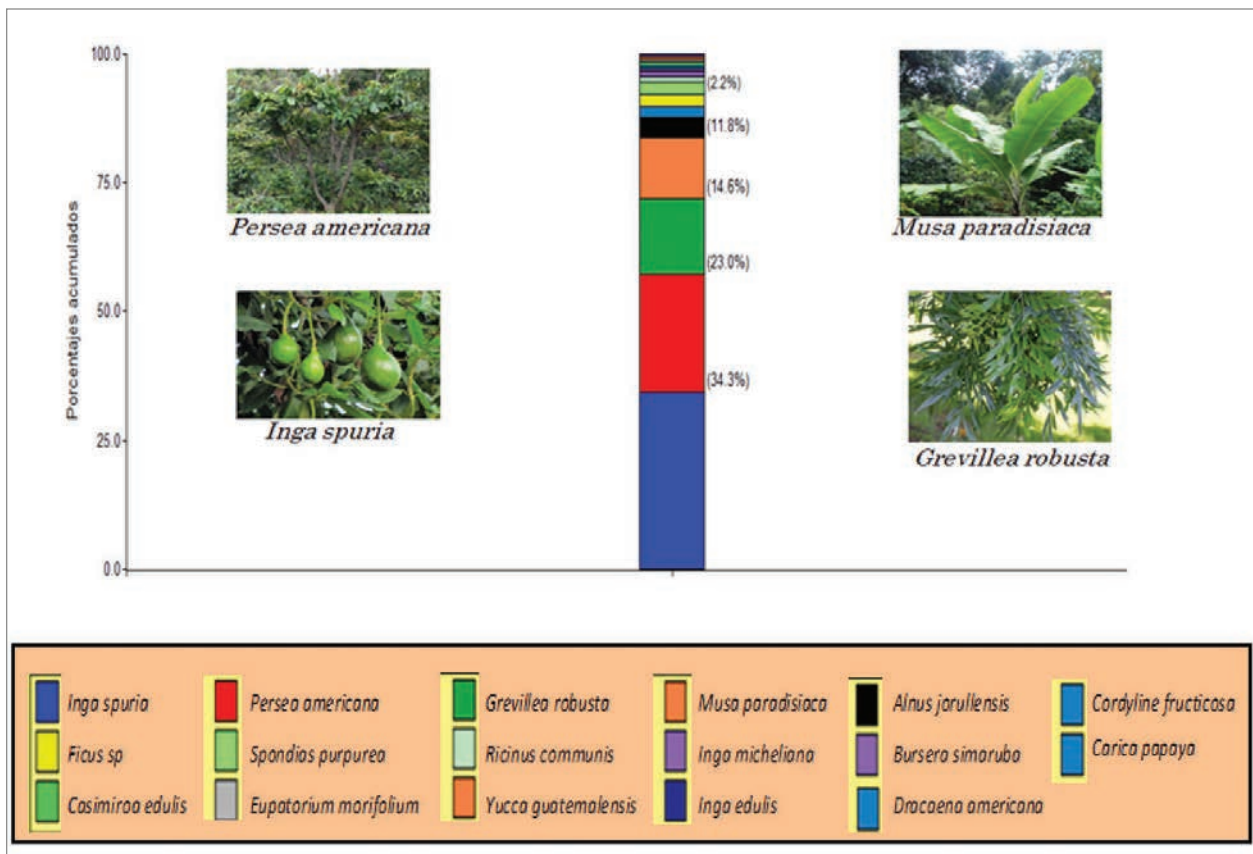 Porcentajes acumulados
100.0
75.0
50.0
25.0
0.0
(2.2%)
(11.8%)
(14.6%)
(23.0%)
(34.3%)
Persea americana
Musa paradisiaca
Inga spuria
Grevillea robusta
Inga spuria
Persea americana
Grevillea robusta
Musa paradisiaca
Alnus jorullensis
Cordyline fructicosa
Ficus sp
Spondias purpurea
Ricinus communis
Inga micheliana
Bursera simaruba
Carica papaya
Casimiroa edulis
Eupatorium morifolium
Yucca guatemalensis
Inga edulis
Dracaena americana